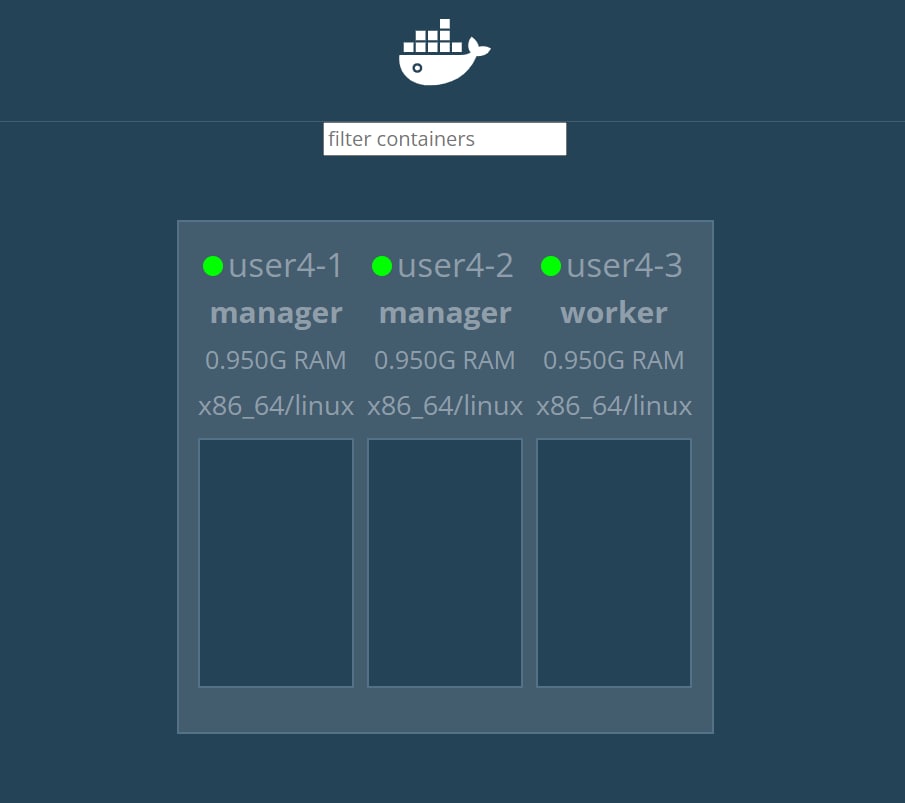 filter containers
user4-1 user4-2 user4-3
manager manager worker
0.950G RAM 0.950G RAM 0.950G RAM
x86_64/linux x86_64/linux x86_64/linux